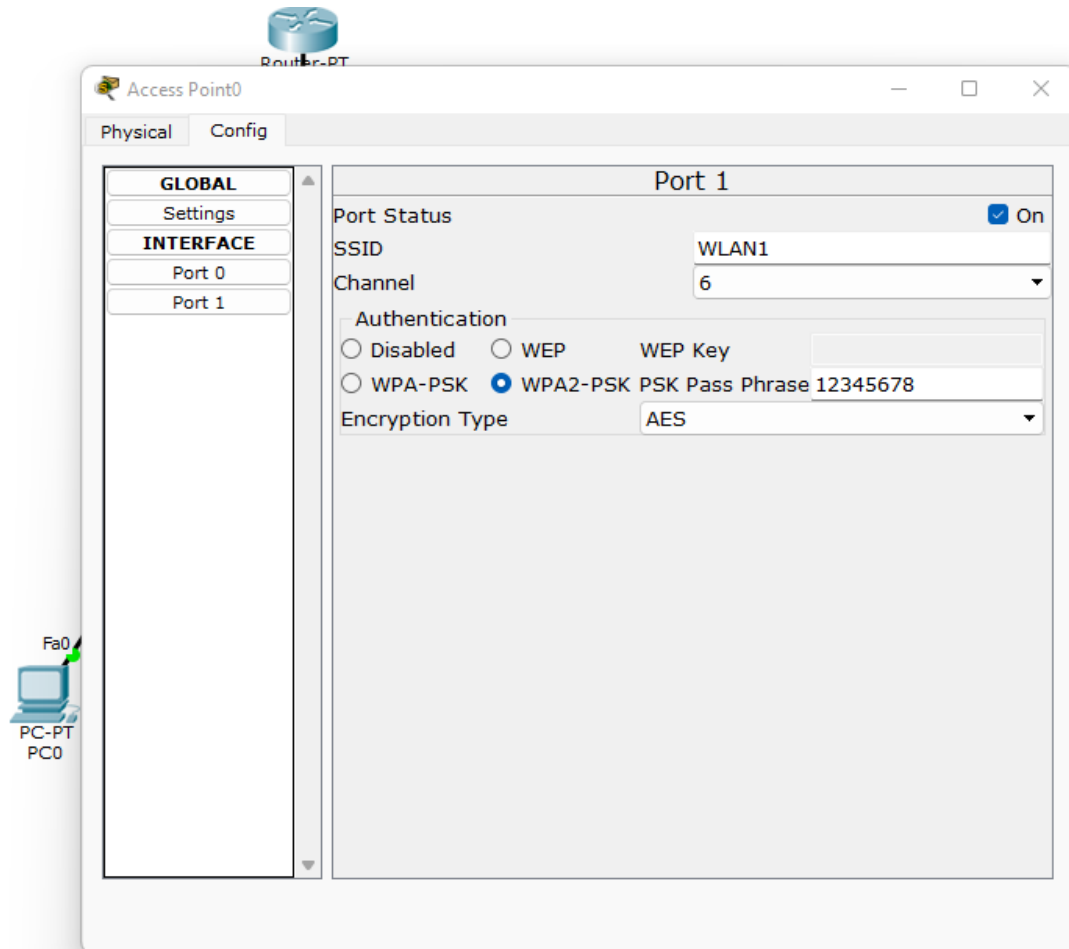 Router-PT
Access Point0
Physical Config
GLOBAL
Settings
INTERFACE
Port 0
Port 1
Port 1
Port Status On
SSID WLAN1
Channel 6
Authentication
Disabled WEP WEP Key
WPA-PSK WPA2-PSK PSK Pass Phrase 12345678
Encryption Type AES
Fa0
PC-PT
PC0